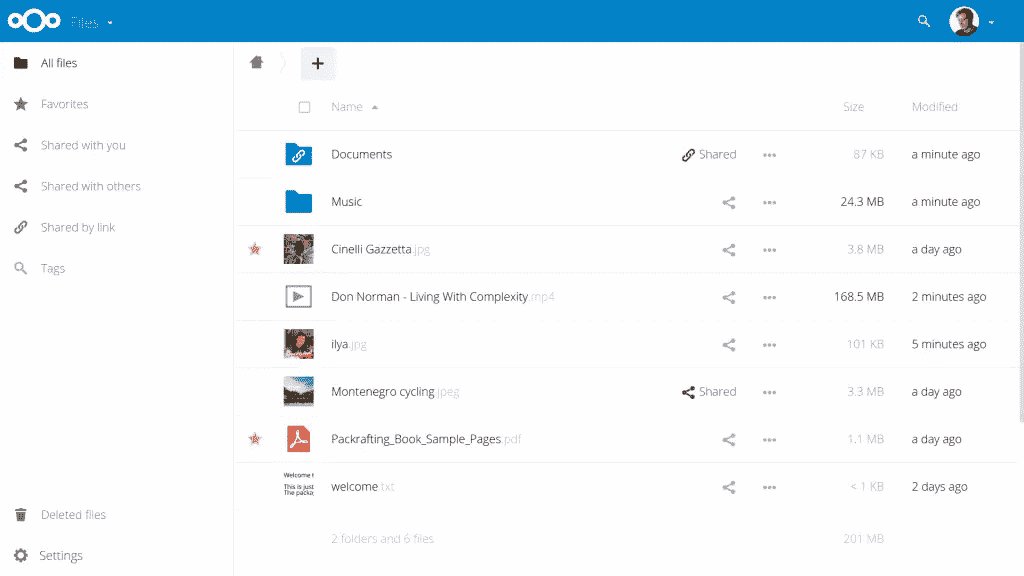 Files
All files
Favorites
Shared with you
Shared with others
Shared by link
Tags
Deleted files
Settings
Name Size Modified
Documents Shared 87 KB a minute ago
Music 24.3 MB a minute ago
Cinelli Gazzetta.jpg 3.8 MB a day ago
Don Norman - Living With Complexity.mp4 168.5 MB 2 minutes ago
ilya.jpg 101 KB 5 minutes ago
Montenegro cycling.jpeg Shared 3.3 MB a day ago
Packrafting_Book_Sample_Pages.pdf 1.1 MB a day ago
Welcome t
This is just
The packa
welcome.txt < 1 KB 2 days ago
2 folders and 6 files 201 MB